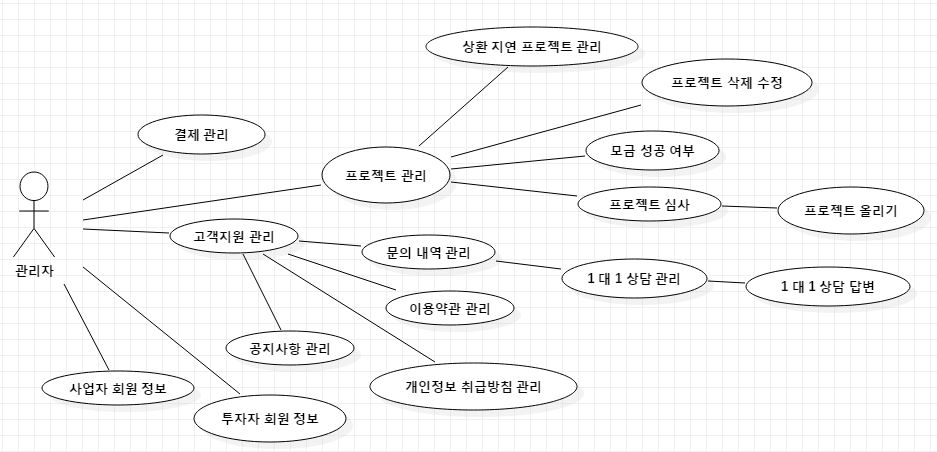 상환 지연 프로젝트 관리
프로젝트 삭제 수정
결제 관리
모금 성공 여부
프로젝트 관리
프로젝트 심사
프로젝트 올리기
고객지원 관리
문의 내역 관리
관리자
1 대 1 상담 관리
1 대 1 상담 답변
이용약관 관리
공지사항 관리
개인정보 취급방침 관리
사업자 회원 정보
투자자 회원 정보